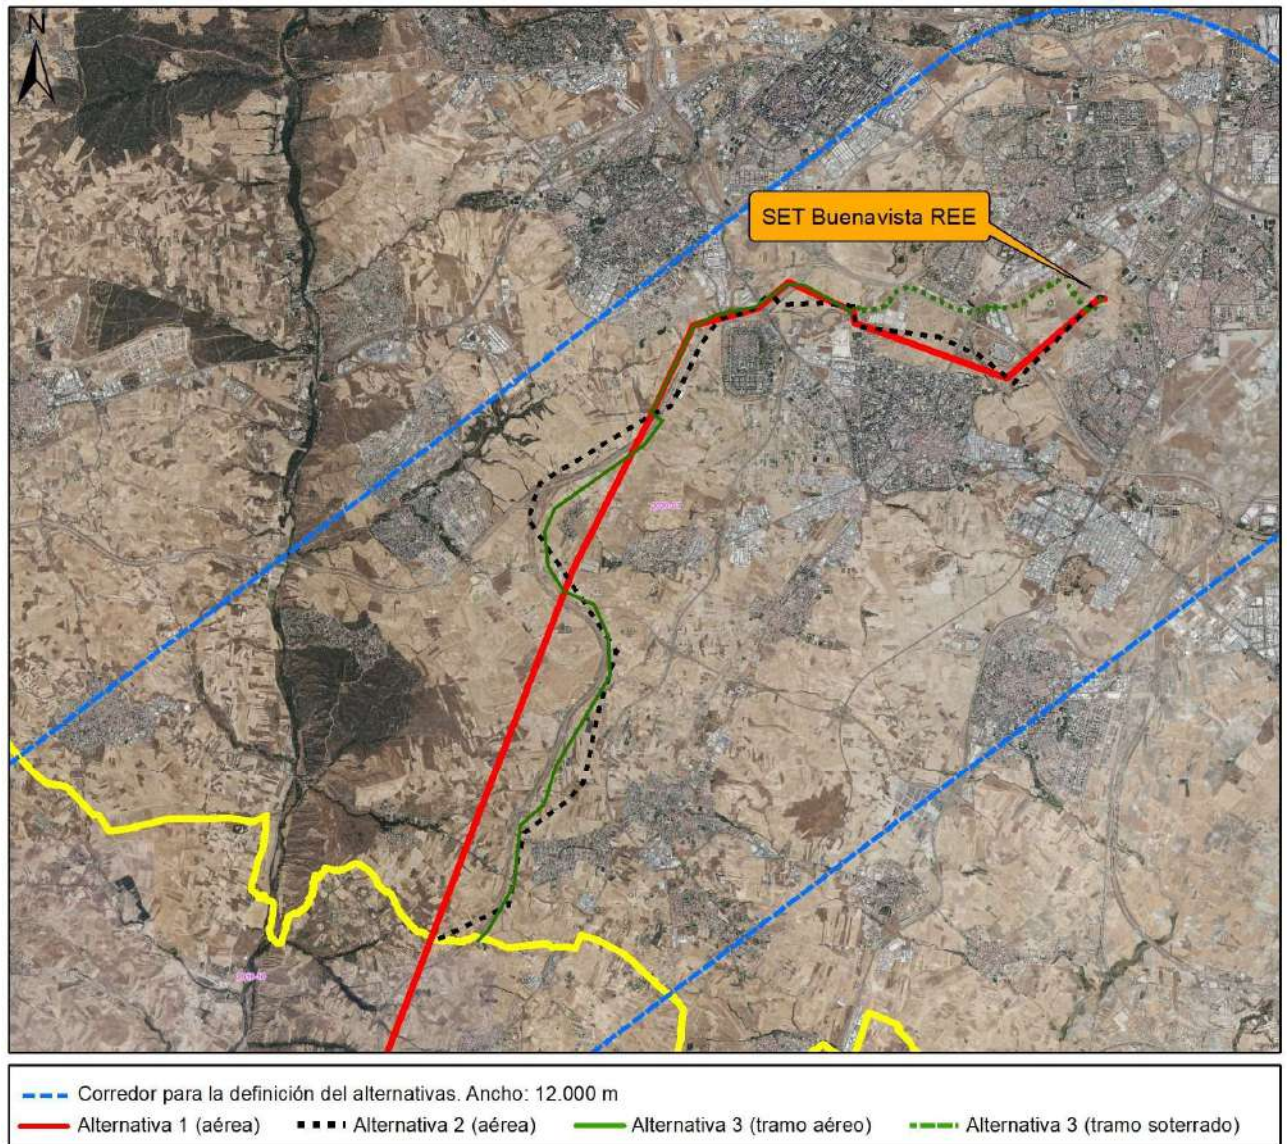 N
SET Buenavista REE
Corredor para la definición del alternativas. Ancho: 12.000 m
Alternativa 1 (aérea) Alternativa 2 (aérea) Alternativa 3 (tramo aéreo) Alternativa 3 (tramo soterrado)